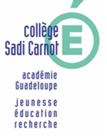 collège
Sadi Carnot
É
académie
Guadeloupe
jeunesse
éducation
recherche